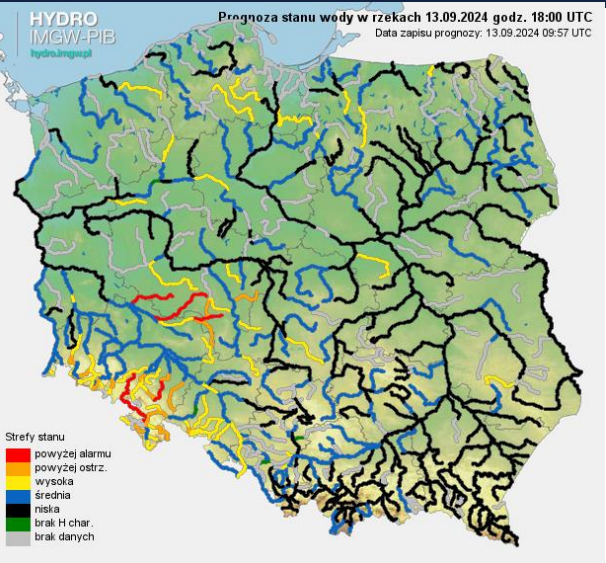 HYDRO
IMGW-PIB
hydro.imgw.pl
Prognoza stanu wody w rzekach 13.09.2024 godz. 18:00 UTC
Data zapisu prognozy: 13.09.2024 09:57 UTC
Strefy stanu
powyżej alarmu
powyżej ostrz.
wysoka
średnia
niska
brak H char.
brak danych